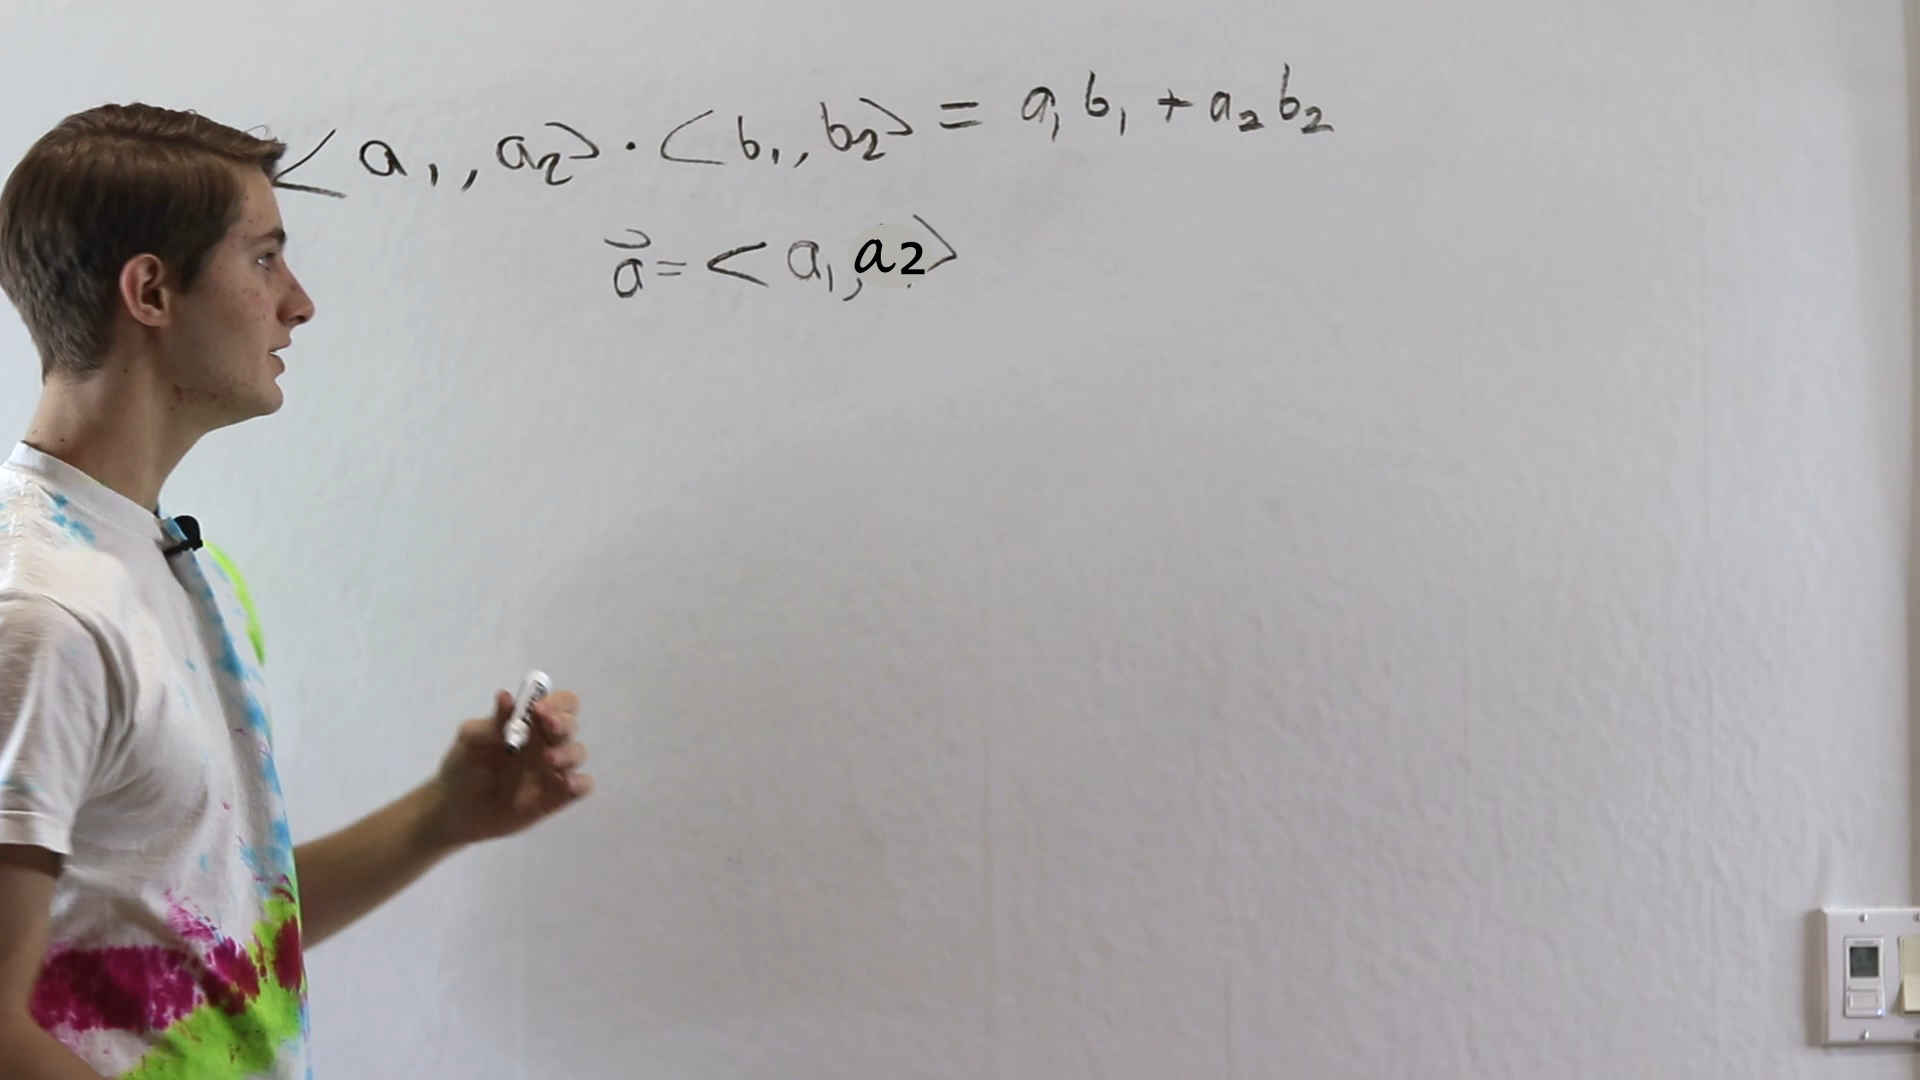 < a₁, a₂> · <b₁, b₂> = a₁b₁ + a₂b₂
a⃗ = < a₁, a2>